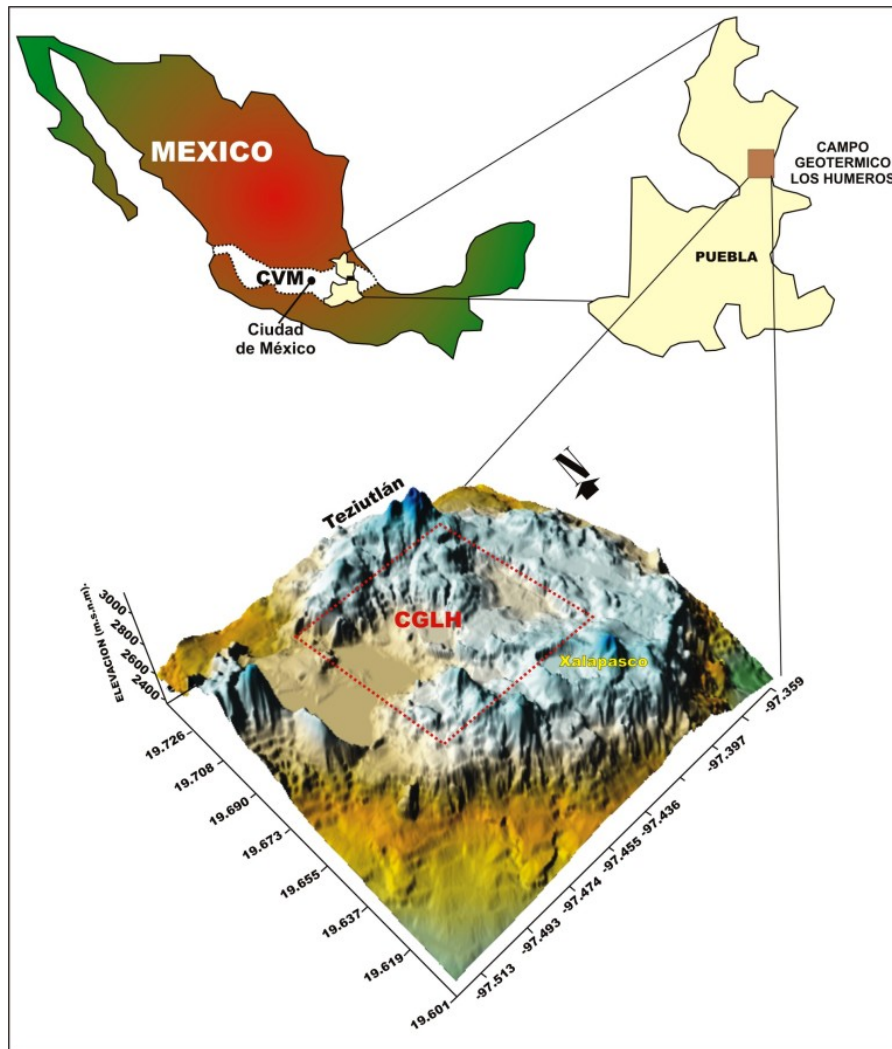 MEXICO
CVM
Ciudad
de México
CAMPO
GEOTERMICO
LOS HUMEROS
PUEBLA
N
Teziutlán
CGLH
Xalapasco
ELEVACION (m.s.n.m).
3000
2800
2600
2400
19.726
19.708
19.690
19.673
19.655
19.637
19.619
19.601
-97.513
-97.493
-97.474
-97.455
-97.436
-97.397
-97.359